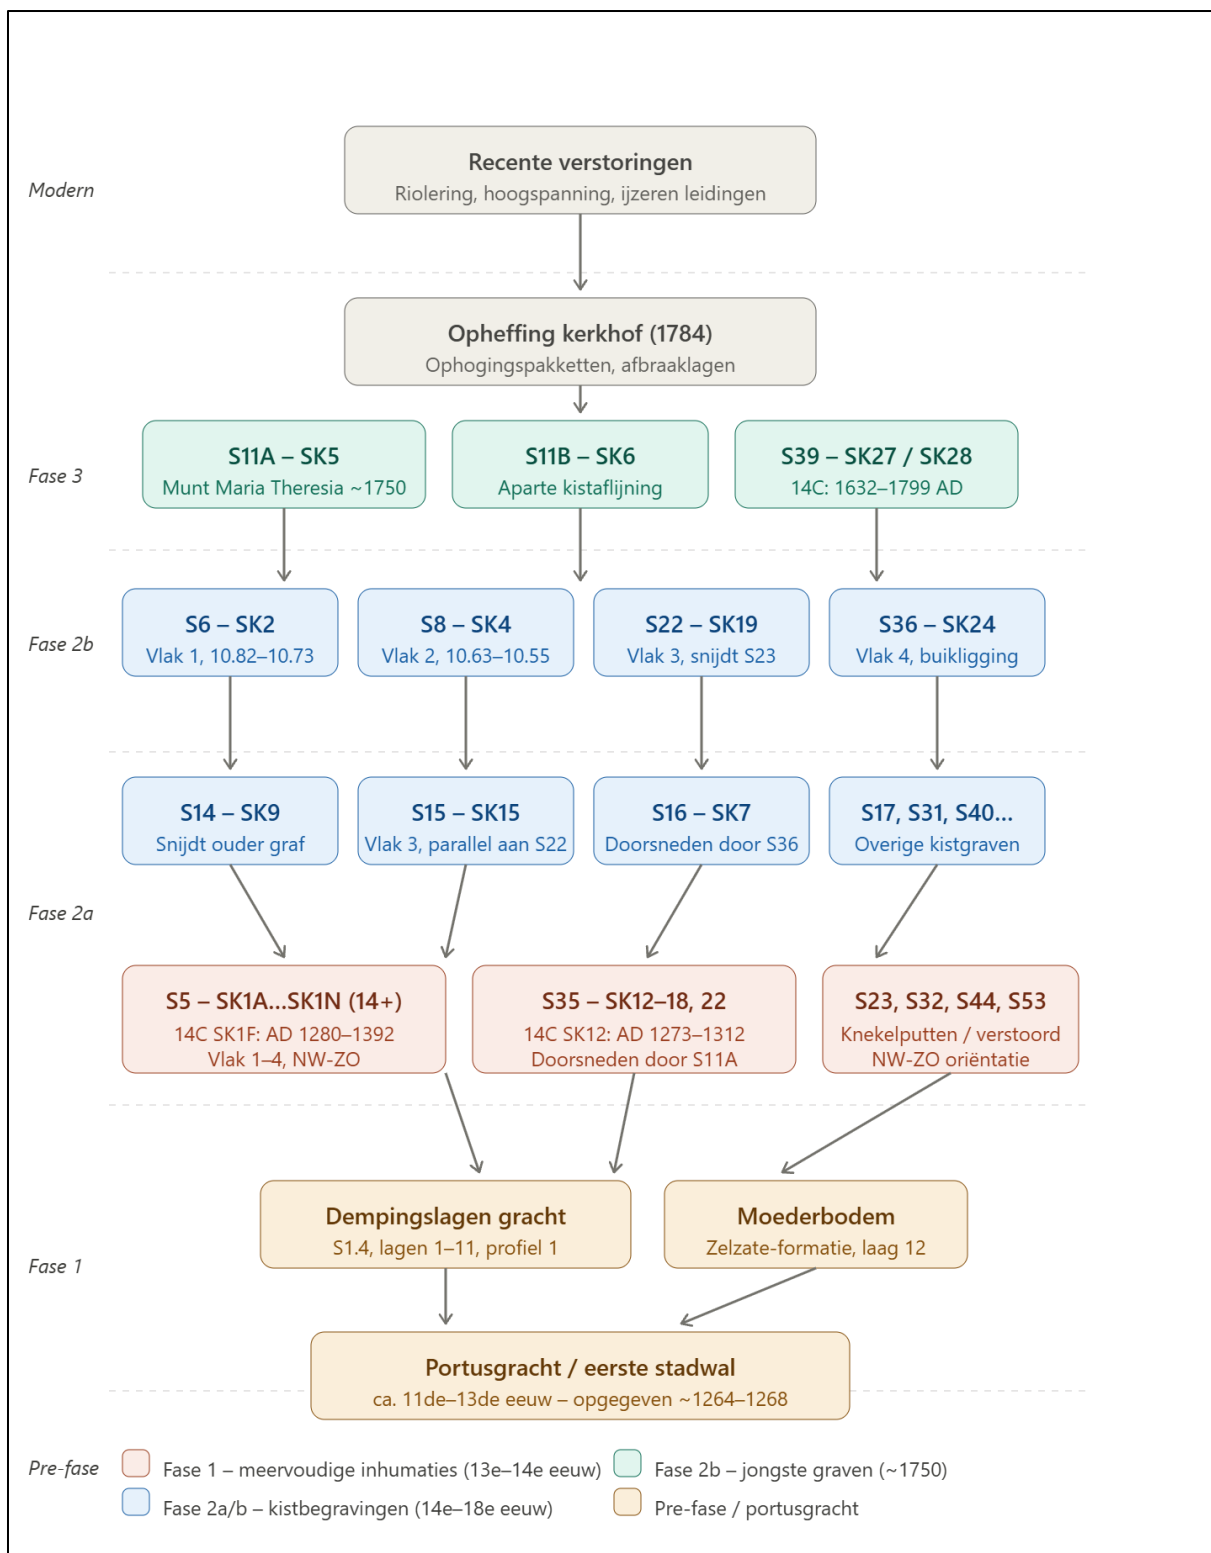 Modern
Recente verstoringen
Riolering, hoogspanning, ijzeren leidingen
Opheffing kerkhof (1784)
Ophogingspakketten, afbraaklagen
Fase 3
S11A – SK5
Munt Maria Theresia ~1750
S11B – SK6
Aparte kistaflijning
S39 – SK27 / SK28
14C: 1632–1799 AD
Fase 2b
S6 – SK2
Vlak 1, 10.82–10.73
S8 – SK4
Vlak 2, 10.63–10.55
S22 – SK19
Vlak 3, snijdt S23
S36 – SK24
Vlak 4, buikligging
S14 – SK9
Snijdt ouder graf
S15 – SK15
Vlak 3, parallel aan S22
S16 – SK7
Doorsneden door S36
S17, S31, S40...
Overige kistgraven
Fase 2a
S5 – SK1A...SK1N (14+)
14C SK1F: AD 1280–1392
Vlak 1–4, NW-ZO
S35 – SK12–18, 22
14C SK12: AD 1273–1312
Doorsneden door S11A
S23, S32, S44, S53
Knekelputten / verstoord
NW-ZO oriëntatie
Dempingslagen gracht
S1.4, lagen 1–11, profiel 1
Moederbodem
Zelzate-formatie, laag 12
Fase 1
Portusgracht / eerste stadwal
ca. 11de–13de eeuw – opgegeven ~1264–1268
Pre-fase
Fase 1 – meervoudige inhumaties (13e–14e eeuw)
Fase 2b – jongste graven (~1750)
Fase 2a/b – kistbegravingen (14e–18e eeuw)
Pre-fase / portusgracht